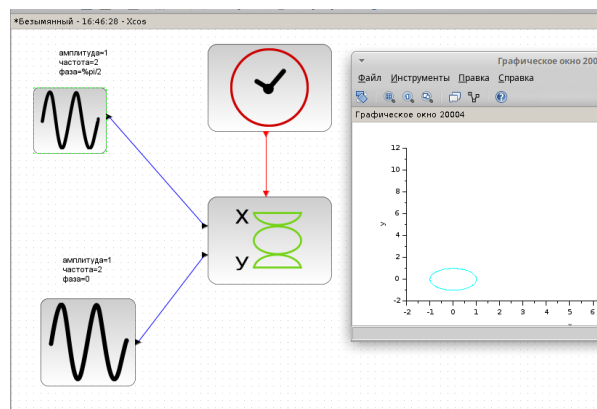 *Безымянный - 16:46:28 - Xcos
амплитуда=1
частота=2
фаза=%pi/2
X
У
амплитуда=1
частота=2
фаза=0
Графическое окно 200
Файл Инструменты Правка Справка
Графическое окно 20004
12
10
8
6
4
2
0
-2
y
-2 -1 0 1 2 3 4 5 6